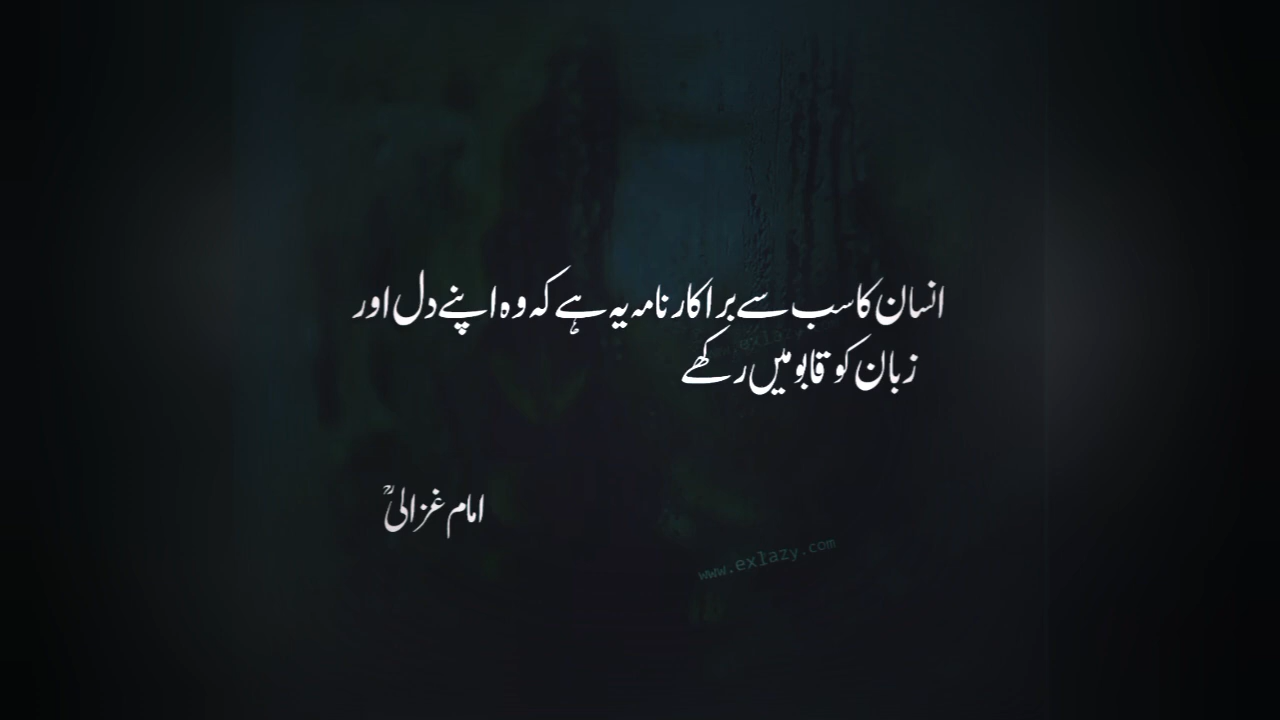 انسان کا سب سے برا کارنامہ یہ ہے کہ وہ اپنے دل اور
زبان کو قابو میں رکھے
امام غزالیؒ
www.exlazy.com